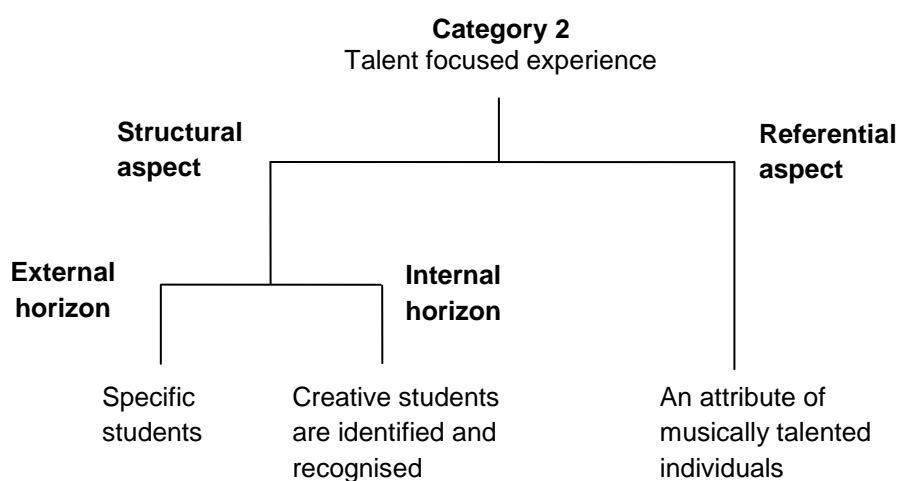 Category 2
Talent focused experience
Structural
aspect
Referential
aspect
External
horizon
Internal
horizon
Specific
students
Creative students
are identified and
recognised
An attribute of
musically talented
individuals